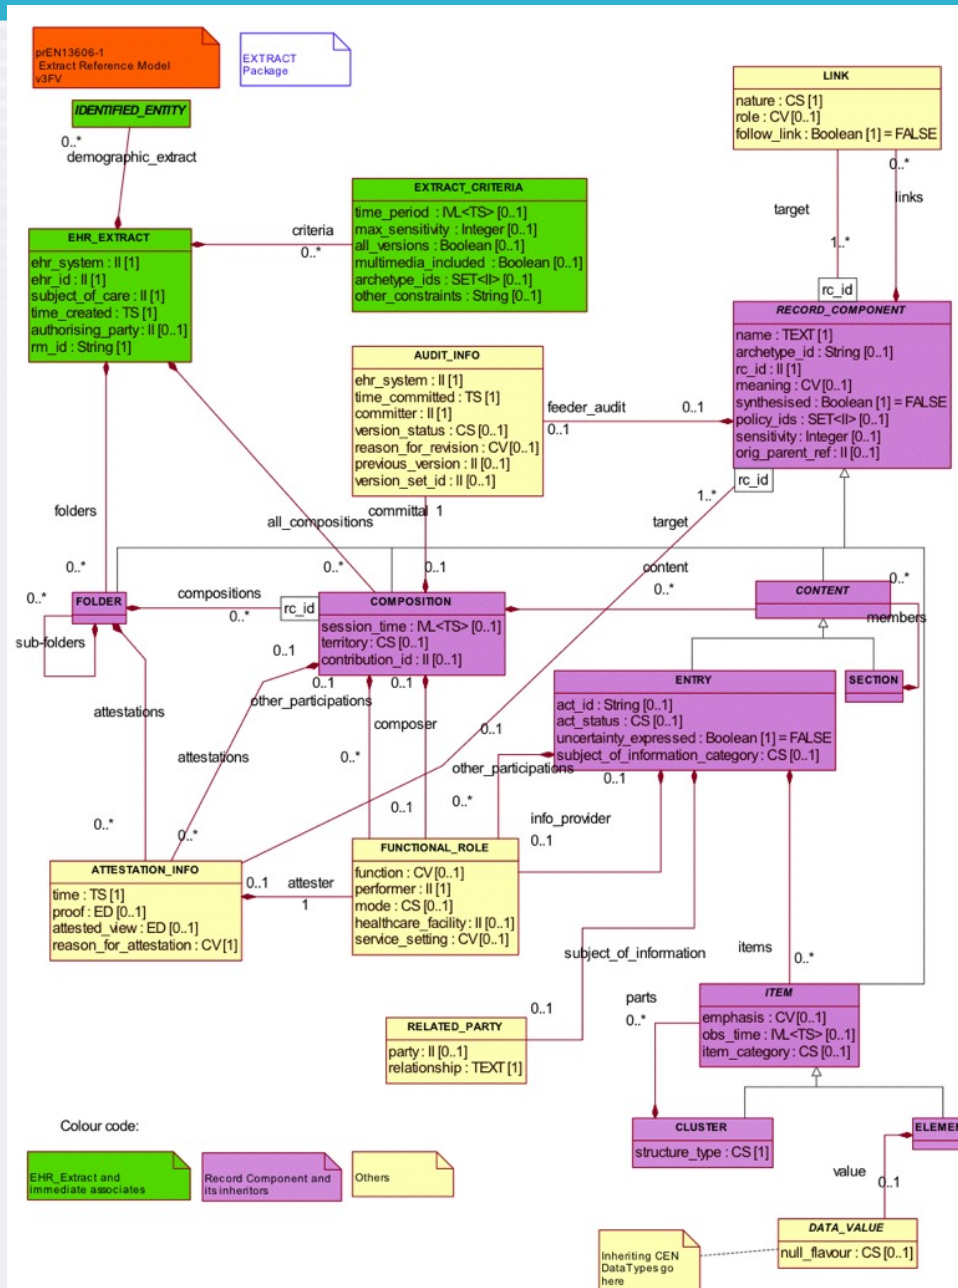 prEN13606-1
Extract Reference Model
v3FV
EXTRACT
Package
IDENTIFIED_ENTITY
0..*
demographic_extract
LINK
nature : CS [1]
role : CV [0..1]
follow_link : Boolean [1] = FALSE
0..*
links
target
1..*
rc_id
EXTRACT_CRITERIA
time_period : IVL<TS> [0..1]
max_sensitivity : Integer [0..1]
all_versions : Boolean [0..1]
multimedia_included : Boolean [0..1]
archetype_ids : SET<II> [0..1]
other_constraints : String [0..1]
criteria
0..*
EHR_EXTRACT
ehr_system : II [1]
ehr_id : II [1]
subject_of_care : II [1]
time_created : TS [1]
authorising_party : II [0..1]
rm_id : String [1]
RECORD_COMPONENT
name : TEXT [1]
archetype_id : String [0..1]
rc_id : II [1]
meaning : CV [0..1]
synthesised : Boolean [1] = FALSE
policy_ids : SET<II> [0..1]
sensitivity : Integer [0..1]
orig_parent_ref : II [0..1]
rc_id
AUDIT_INFO
ehr_system : II [1]
time_committed : TS [1]
committer : II [1]
version_status : CS [0..1]
reason_for_revision : CV [0..1]
previous_version : II [0..1]
version_set_id : II [0..1]
feeder_audit
0..1
0..1
1..*
target
committal 1
folders
all_compositions
0..*
0..*
0..1
content
0..*
0..*
FOLDER
0..*
sub-folders
compositions
0..*
rc_id
COMPOSITION
session_time : IVL<TS> [0..1]
territory : CS [0..1]
contribution_id : II [0..1]
CONTENT
members
0..1
0..1
0..1
other_participations
composer
attestations
attestations
0..*
0..1
ENTRY
act_id : String [0..1]
act_status : CS [0..1]
uncertainty_expressed : Boolean [1] = FALSE
subject_of_information_category : CS [0..1]
SECTION
other_participations
0..1
0..*
0..1
info_provider
0..1
0..*
0..*
ATTESTATION_INFO
time : TS [1]
proof : ED [0..1]
attested_view : ED [0..1]
reason_for_attestation : CV [1]
0..1
attester
1
FUNCTIONAL_ROLE
function : CV [0..1]
performer : II [1]
mode : CS [0..1]
healthcare_facility : II [0..1]
service_setting : CV [0..1]
subject_of_information
items
0..*
0..1
RELATED_PARTY
party : II [0..1]
relationship : TEXT [1]
parts
0..*
ITEM
emphasis : CV [0..1]
obs_time : IVL<TS> [0..1]
item_category : CS [0..1]
CLUSTER
structure_type : CS [1]
ELEMEN
value
0..1
DATA_VALUE
null_flavour : CS [0..1]
Inheriting CEN
DataTypes go
here
Colour code:
EHR_Extract and
immediate associates
Record Component and
its inheritors
Others